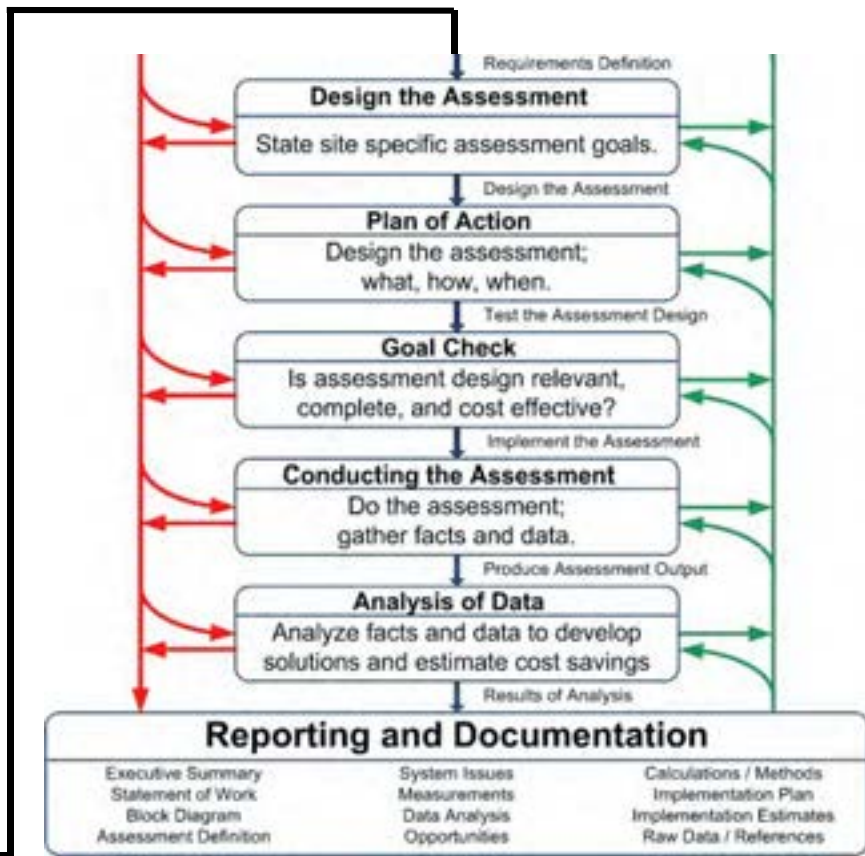 Requirements Definition
Design the Assessment
State site specific assessment goals.
Design the Assessment
Plan of Action
Design the assessment;
what, how, when.
Test the Assessment Design
Goal Check
Is assessment design relevant,
complete, and cost effective?
Implement the Assessment
Conducting the Assessment
Do the assessment;
gather facts and data.
Produce Assessment Output
Analysis of Data
Analyze facts and data to develop
solutions and estimate cost savings
Results of Analysis
Reporting and Documentation
Executive Summary
Statement of Work
Block Diagram
Assessment Definition
System Issues
Measurements
Data Analysis
Opportunities
Calculations / Methods
Implementation Plan
Implementation Estimates
Raw Data / References